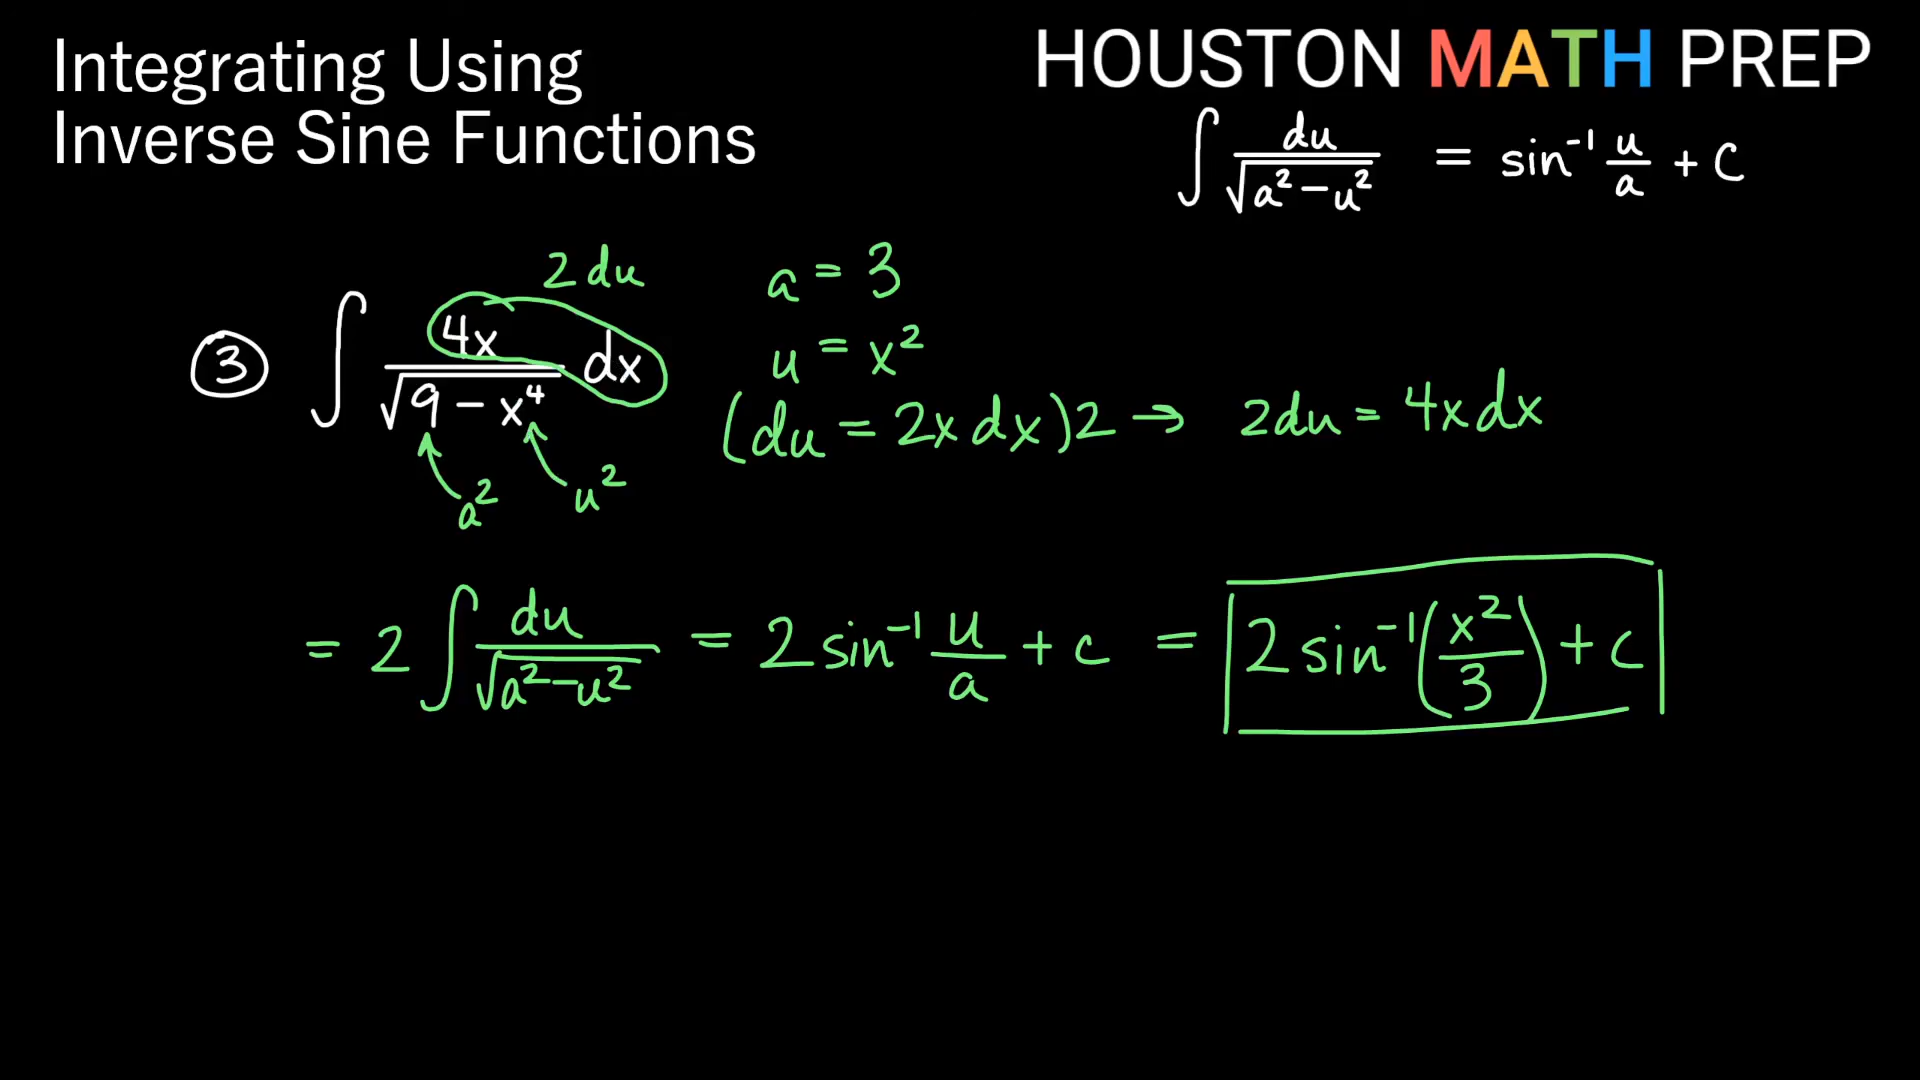 Integrating Using
Inverse Sine Functions
HOUSTON MATH PREP
∫ du/√(a² − u²) = sin⁻¹ u/a + C
2 du
③ ∫ 4x/√(9 − x⁴) dx
a²
u²
a = 3
u = x²
(du = 2x dx)2 → 2du = 4x dx
= 2 ∫ du/√(a² − u²) = 2 sin⁻¹ u/a + C = 2 sin⁻¹(x²/3) + C